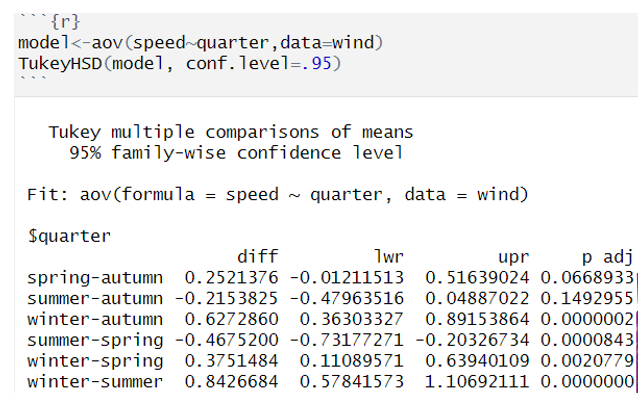 ```{r}
model<-aov(speed~quarter,data=wind)
TukeyHSD(model, conf.level=.95)
```
Tukey multiple comparisons of means
95% family-wise confidence level
Fit: aov(formula = speed ~ quarter, data = wind)
$quarter
diff lwr upr p adj
spring-autumn 0.2521376 -0.01211513 0.51639024 0.0668933
summer-autumn -0.2153825 -0.47963516 0.04887022 0.1492955
winter-autumn 0.6272860 0.36303327 0.89153864 0.0000002
summer-spring -0.4675200 -0.73177271 -0.20326734 0.0000843
winter-spring 0.3751484 0.11089571 0.63940109 0.0020779
winter-summer 0.8426684 0.57841573 1.10692111 0.0000000